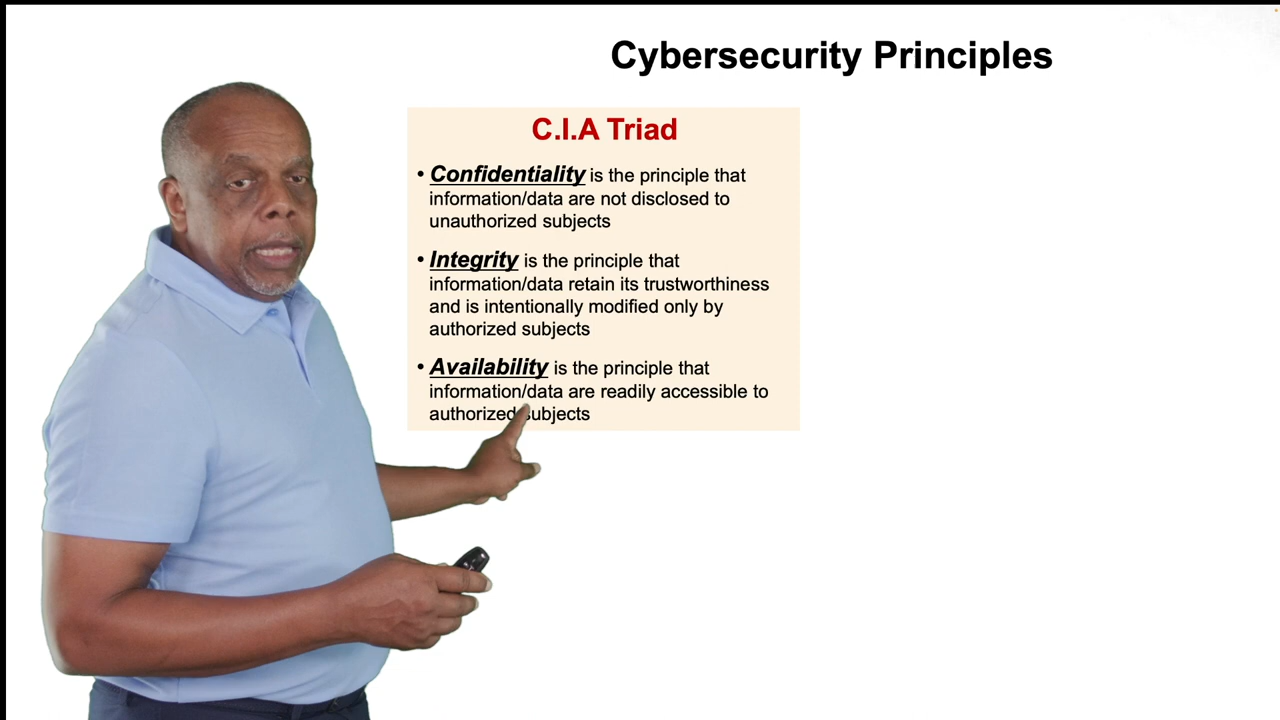 Cybersecurity Principles
C.I.A Triad
• Confidentiality is the principle that
information/data are not disclosed to
unauthorized subjects
• Integrity is the principle that
information/data retain its trustworthiness
and is intentionally modified only by
authorized subjects
• Availability is the principle that
information/data are readily accessible to
authorized subjects